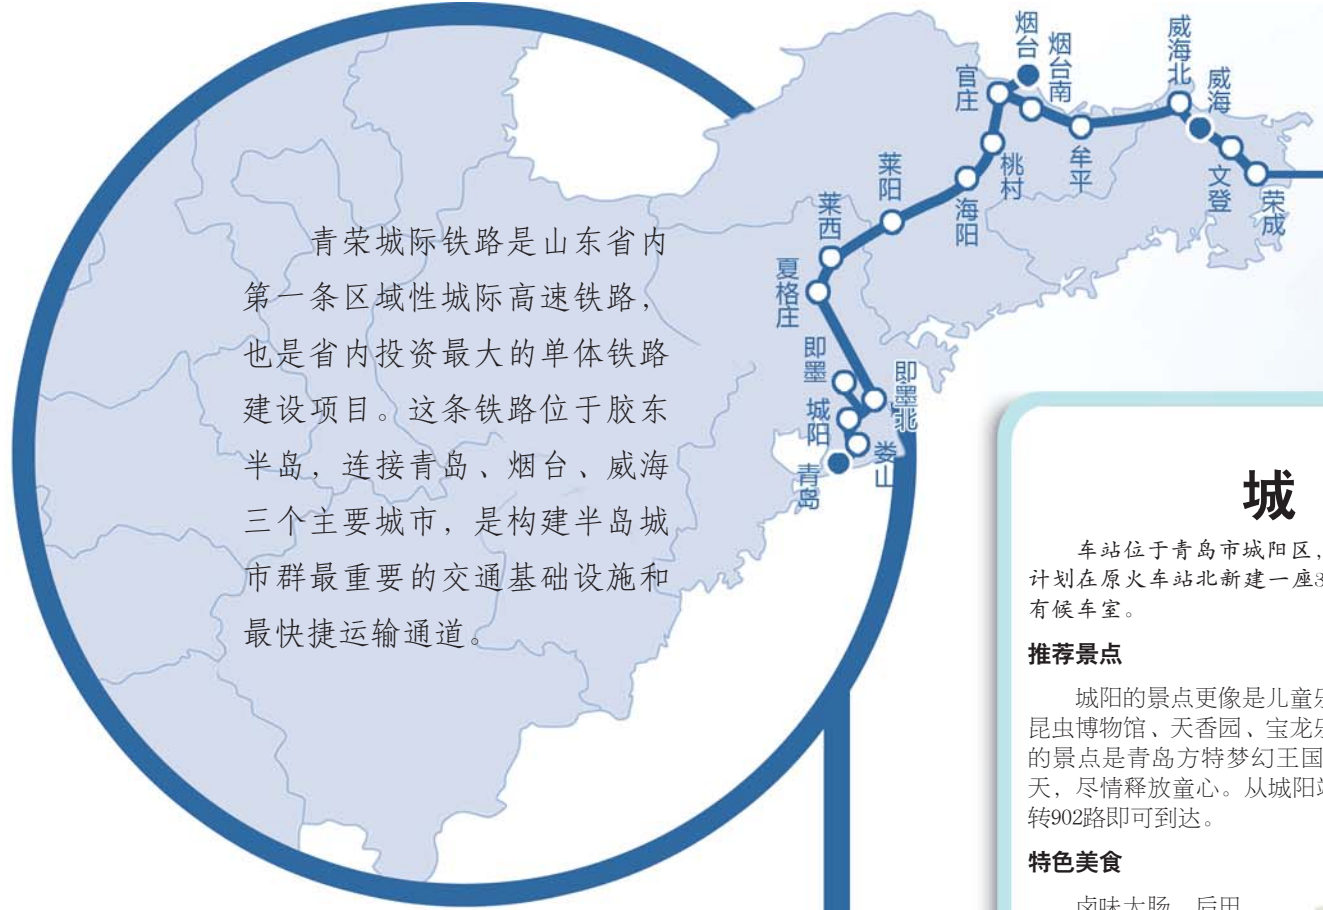 烟台
烟台南
官庄
威海北
威海
牟平
桃村
文登
荣成
莱阳
海阳
莱西
夏格庄
即墨
即墨北
城阳
娄山
青岛
青荣城际铁路是山东省内
第一条区域性城际高速铁路，
也是省内投资最大的单体铁路
建设项目。这条铁路位于胶东
半岛，连接青岛、烟台、威海
三个主要城市，是构建半岛城
市群最重要的交通基础设施和
最快捷运输通道。
城
车站位于青岛市城阳区，
计划在原火车站北新建一座3
有候车室。
推荐景点
城阳的景点更像是儿童乐
昆虫博物馆、天香园、宝龙乐
的景点是青岛方特梦幻王国
天，尽情释放童心。从城阳站
转902路即可到达。
特色美食
卤味大肠、后田